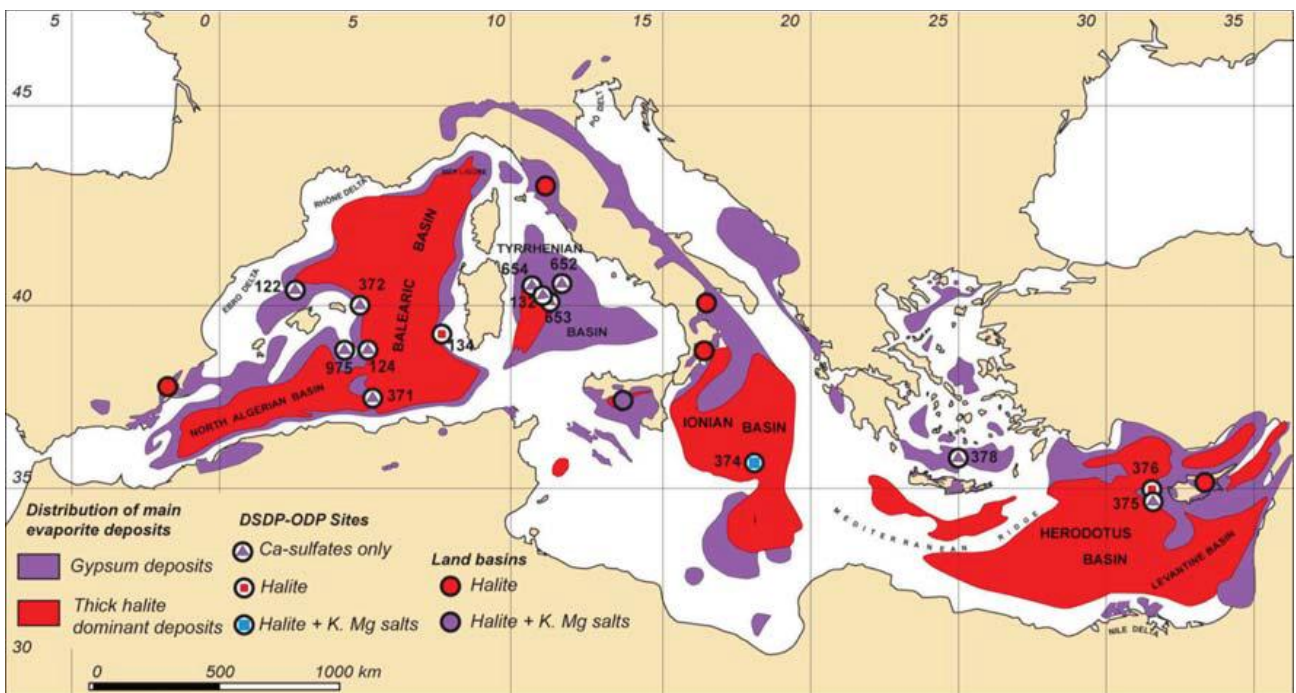 5 0 5 10 15 20 25 30 35
45
40
35
30
PO DELT
RHÔNE DELTA
EBRO DELTA
BALEARIC BASIN
NORTH ALGERIAN BASIN
TYRRHENIAN
BASIN
122
372
654
652
132
653
134
975
124
371
IONIAN BASIN
374
378
376
375
MEDITERRANEAN RIDGE
HERODOTUS
BASIN
LEVANTINE BASIN
NILE DELTA
Distribution of main
evaporite deposits
Gypsum deposits
Thick halite
dominant deposits
DSDP-ODP Sites
Ca-sulfates only
Halite
Halite + K. Mg salts
Land basins
Halite
Halite + K. Mg salts
0 500 1000 km